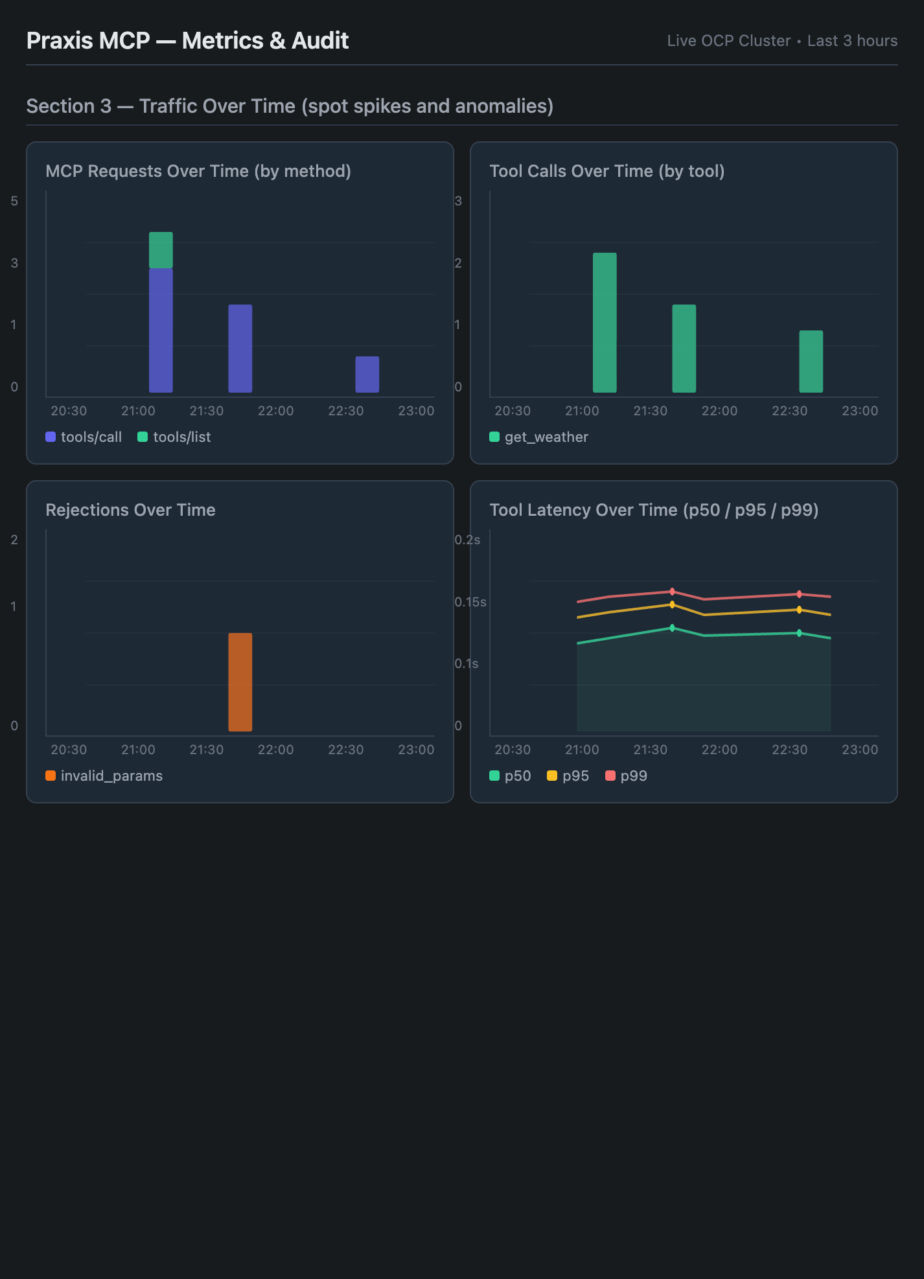 Praxis MCP — Metrics & Audit
Live OCP Cluster • Last 3 hours
Section 3 — Traffic Over Time (spot spikes and anomalies)
MCP Requests Over Time (by method)
5
3
1
0
20:30 21:00 21:30 22:00 22:30 23:00
tools/call tools/list
Tool Calls Over Time (by tool)
3
2
1
0
20:30 21:00 21:30 22:00 22:30 23:00
get_weather
Rejections Over Time
2
1
0
20:30 21:00 21:30 22:00 22:30 23:00
invalid_params
Tool Latency Over Time (p50 / p95 / p99)
0.2s
0.15s
0.1s
0
20:30 21:00 21:30 22:00 22:30 23:00
p50 p95 p99